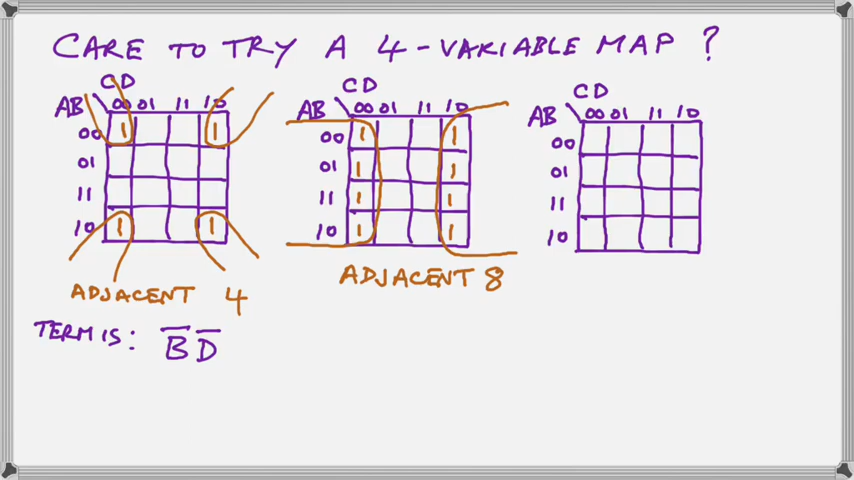 CARE TO TRY A 4-VARIABLE MAP ?
CD
AB 00 01 11 10
00 1 1
01
11
10 1 1
ADJACENT 4
TERM IS: B̅ D̅
CD
AB 00 01 11 10
00 1 1
01 1 1
11 1 1
10 1 1
ADJACENT 8
CD
AB 00 01 11 10
00
01
11
10